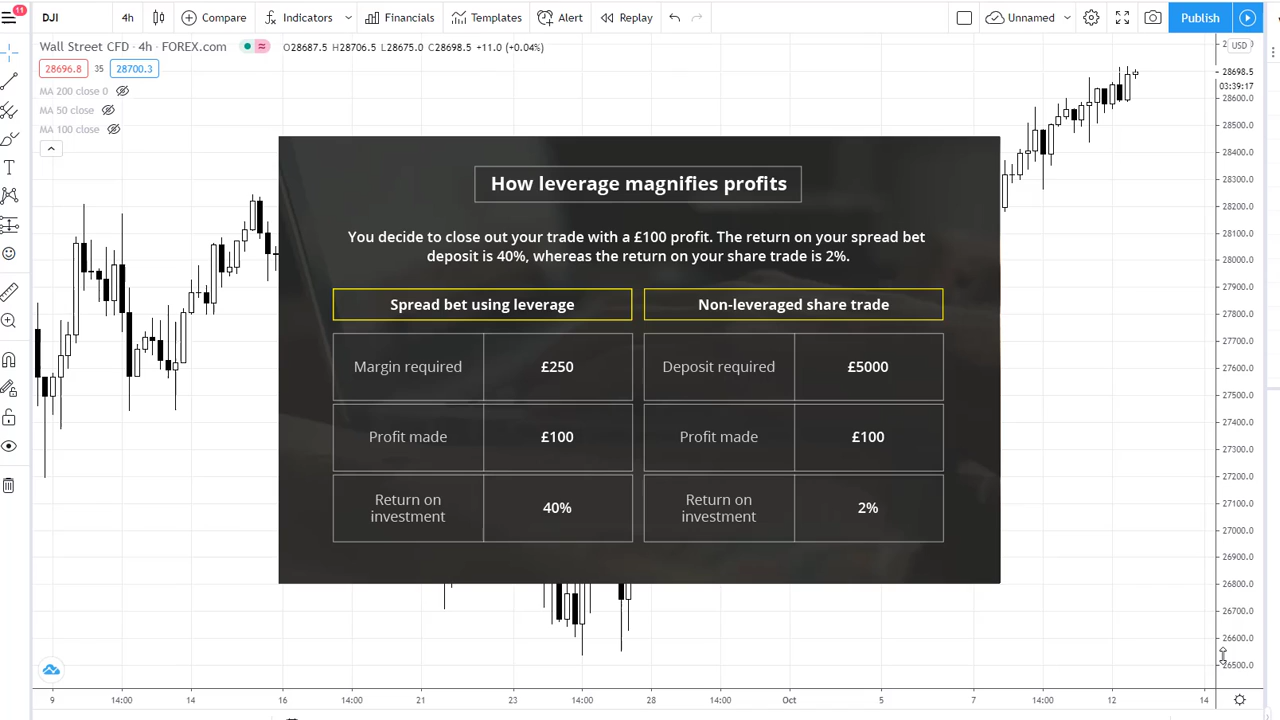 11
DJI
4h
Compare
Indicators
Financials
Templates
Alert
Replay
Unnamed
Publish
Wall Street CFD · 4h · FOREX.com
O28687.5 H28706.5 L28675.0 C28698.5 +11.0 (+0.04%)
USD
28696.8 35 28700.3
MA 200 close 0
MA 50 close
MA 100 close
How leverage magnifies profits
You decide to close out your trade with a £100 profit. The return on your spread bet
deposit is 40%, whereas the return on your share trade is 2%.
Spread bet using leverage
Non-leveraged share trade
Margin required £250
Deposit required £5000
Profit made £100
Profit made £100
Return on
investment
40%
Return on
investment
2%
28698.5
03:39:17
28600.0
28500.0
28400.0
28300.0
28200.0
28100.0
28000.0
27900.0
27800.0
27700.0
27600.0
27500.0
27400.0
27300.0
27200.0
27100.0
27000.0
26900.0
26800.0
26700.0
26600.0
26500.0
9 14:00 14 16 14:00 21 23 14:00 28 14:00 Oct 5 7 14:00 12 14